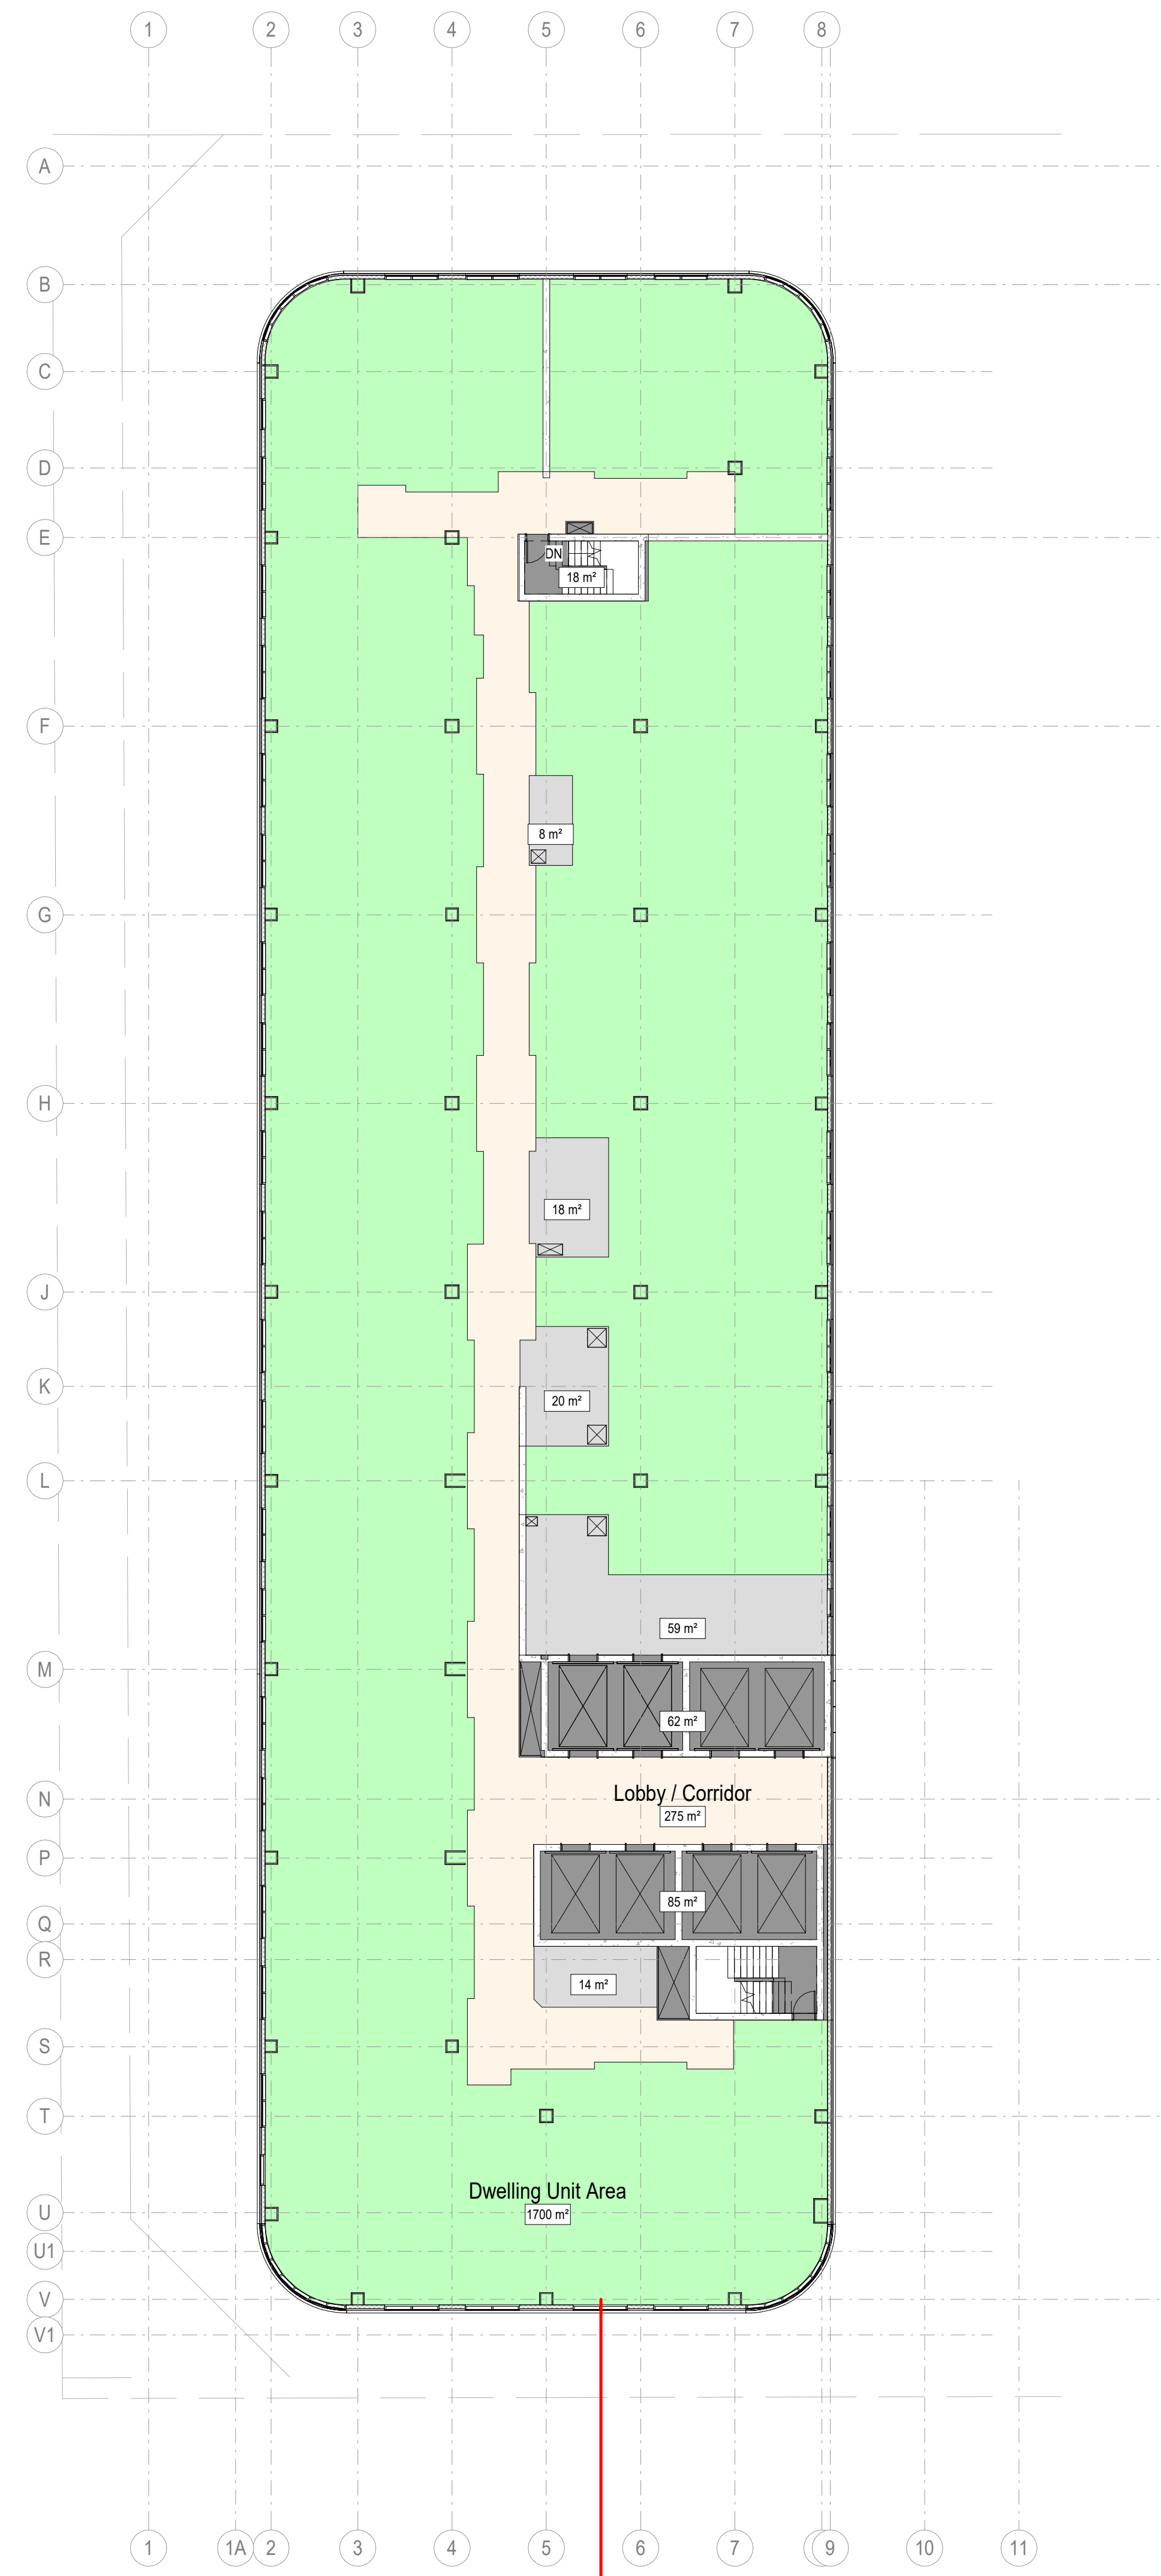 1 2 3 4 5 6 7 8
A
B
C
D
E
DN
18 m²
F
8 m²
G
H
18 m²
J
K
20 m²
L
59 m²
M
62 m²
N
Lobby / Corridor
275 m²
P
85 m²
Q
R
14 m²
S
T
Dwelling Unit Area
1700 m²
U
U1
V
V1
1 1A 2 3 4 5 6 7 9 10 11